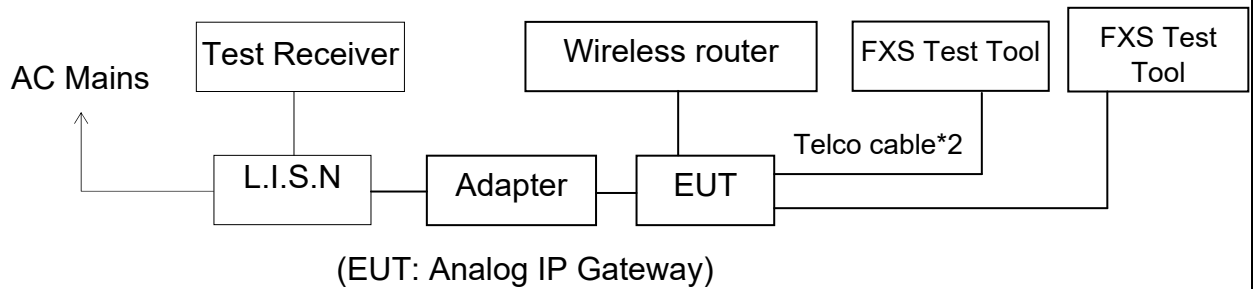 Test Receiver
Wireless router
FXS Test Tool
FXS Test
Tool
AC Mains
Telco cable*2
L.I.S.N
Adapter
EUT
(EUT: Analog IP Gateway)